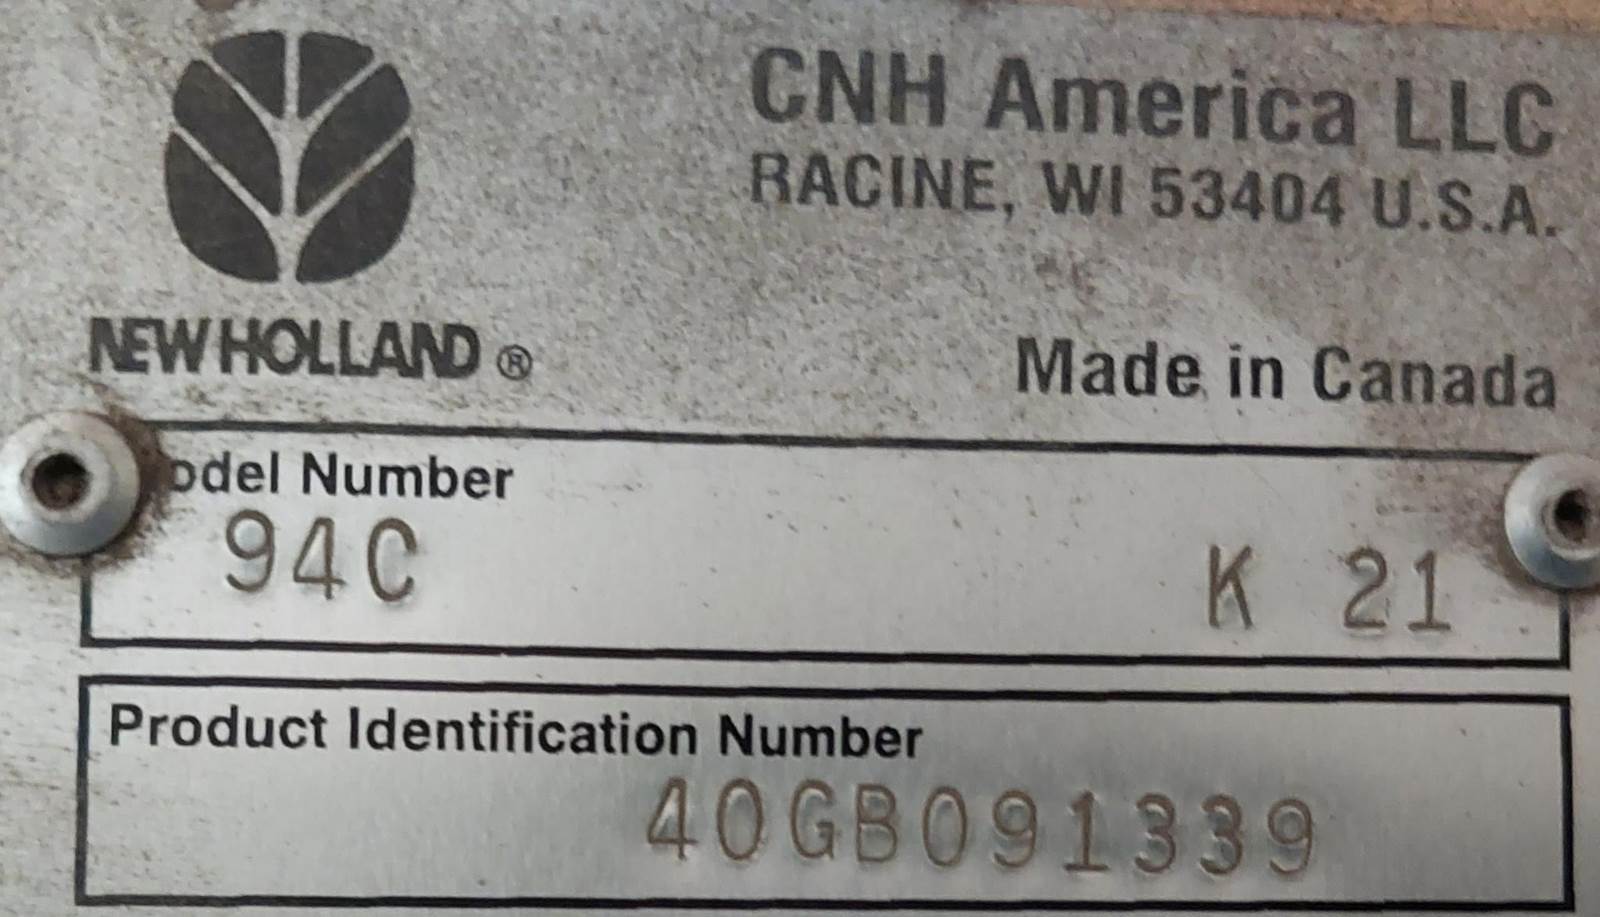 CNH America LLC
RACINE, WI 53404 U.S.A.
NEW HOLLAND ®
Made in Canada
odel Number
94C K 21
Product Identification Number
40GB091339